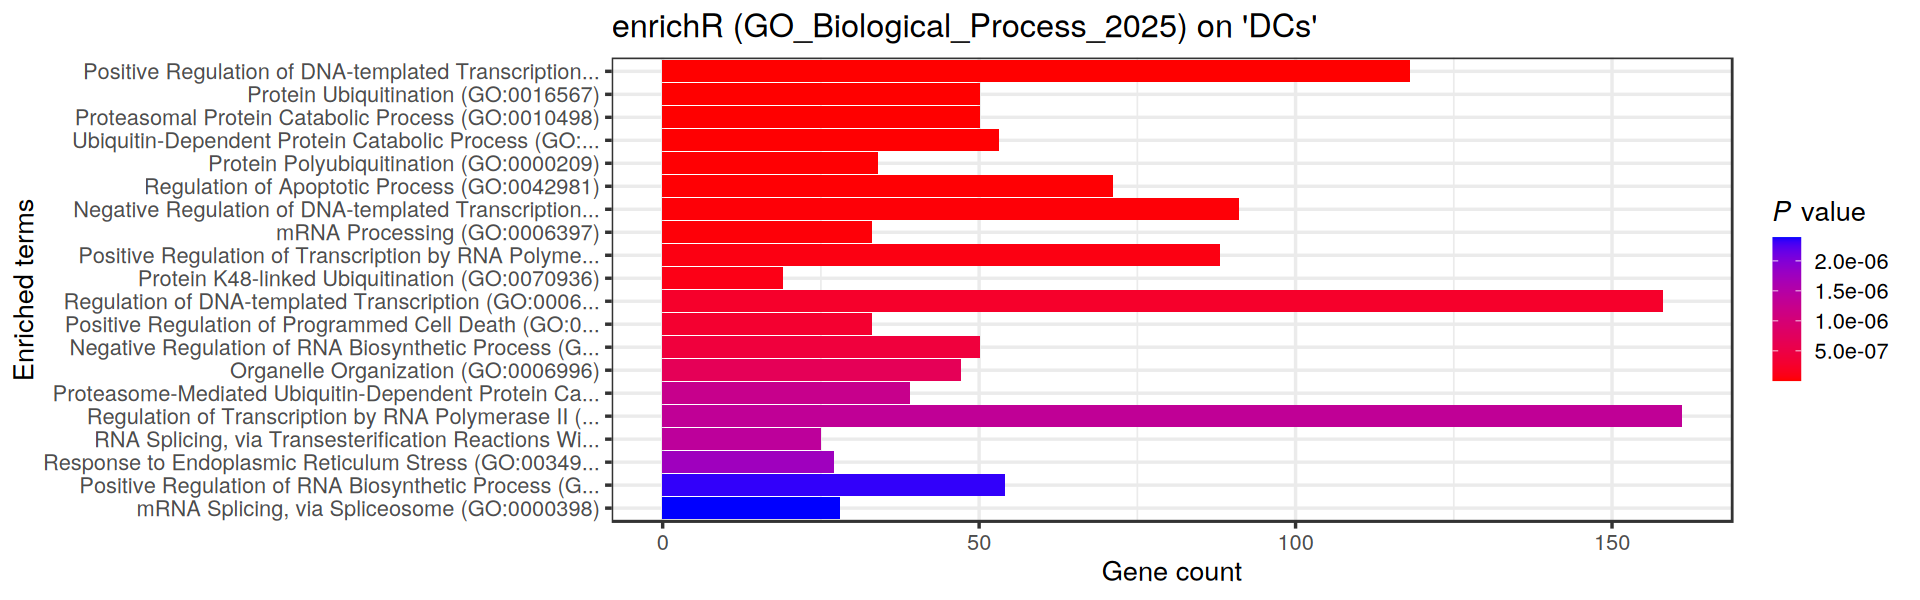 enrichR (GO_Biological_Process_2025) on 'DCs'
Positive Regulation of DNA-templated Transcription...
Protein Ubiquitination (GO:0016567)
Proteasomal Protein Catabolic Process (GO:0010498)
Ubiquitin-Dependent Protein Catabolic Process (GO:...
Protein Polyubiquitination (GO:0000209)
Regulation of Apoptotic Process (GO:0042981)
Negative Regulation of DNA-templated Transcription...
mRNA Processing (GO:0006397)
Positive Regulation of Transcription by RNA Polyme...
Protein K48-linked Ubiquitination (GO:0070936)
Regulation of DNA-templated Transcription (GO:0006...
Positive Regulation of Programmed Cell Death (GO:0...
Negative Regulation of RNA Biosynthetic Process (G...
Organelle Organization (GO:0006996)
Proteasome-Mediated Ubiquitin-Dependent Protein Ca...
Regulation of Transcription by RNA Polymerase II (...
RNA Splicing, via Transesterification Reactions Wi...
Response to Endoplasmic Reticulum Stress (GO:00349...
Positive Regulation of RNA Biosynthetic Process (G...
mRNA Splicing, via Spliceosome (GO:0000398)
Enriched terms
0 50 100 150
Gene count
P value
2.0e-06
1.5e-06
1.0e-06
5.0e-07